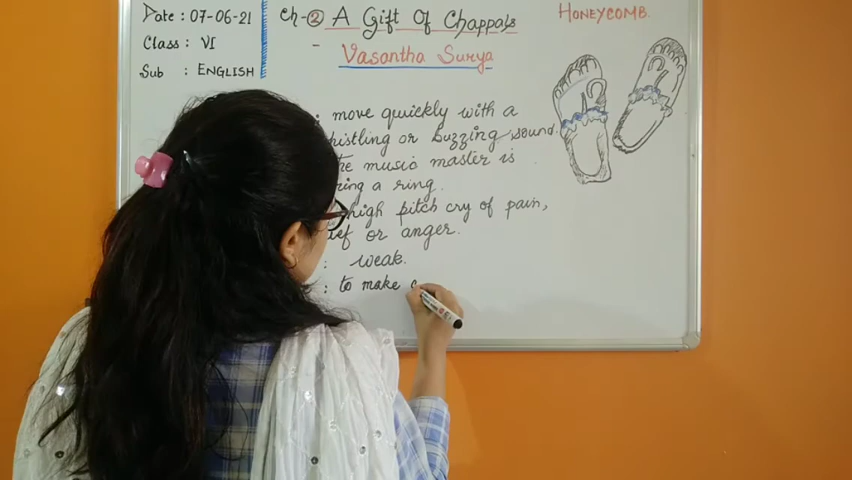 Date : 07-06-21
Class : VI
Sub : ENGLISH
Ch-② A Gift Of Chappals
- Vasantha Surya
HONEYCOMB.
: move quickly with a
histling or buzzing sound.
the music master is
ring a ring.
high pitch cry of pain,
ief or anger.
: weak.
: to make